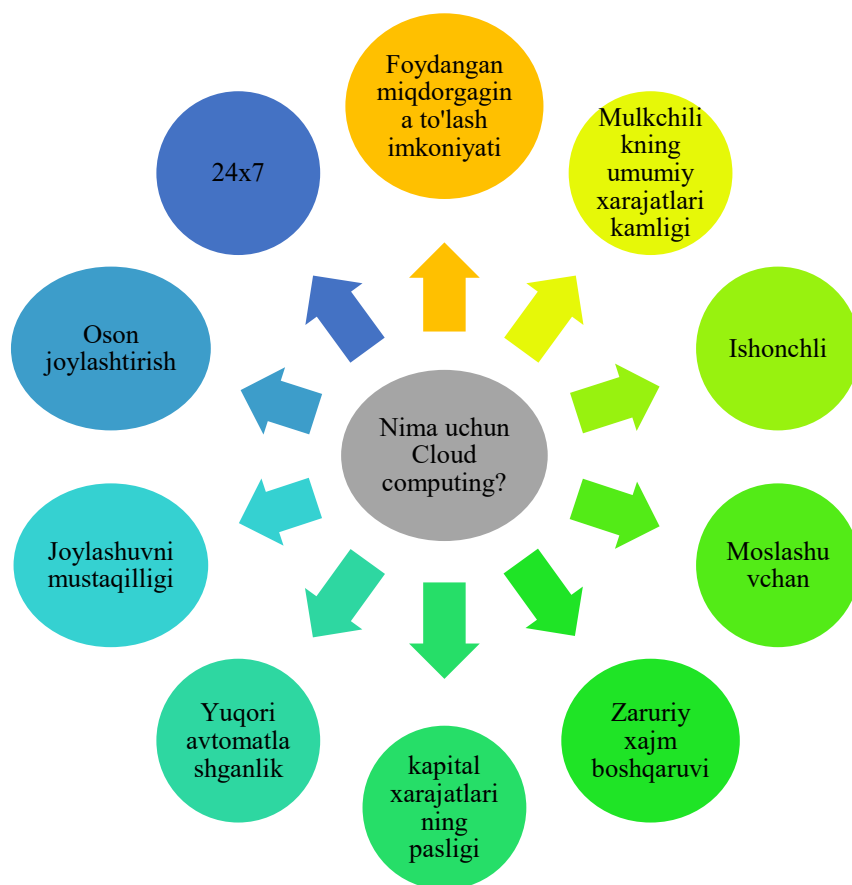 Foydangan
miqdorgagin
a to'lash
imkoniyati
Mulkchili
kning
umumiy
xarajatlari
kamligi
Ishonchli
Moslashu
vchan
Zaruriy
xajm
boshqaruvi
kapital
xarajatlari
ning
pasligi
Yuqori
avtomatla
shganlik
Joylashuvni
mustaqilligi
Oson
joylashtirish
24x7
Nima uchun
Cloud
computing?